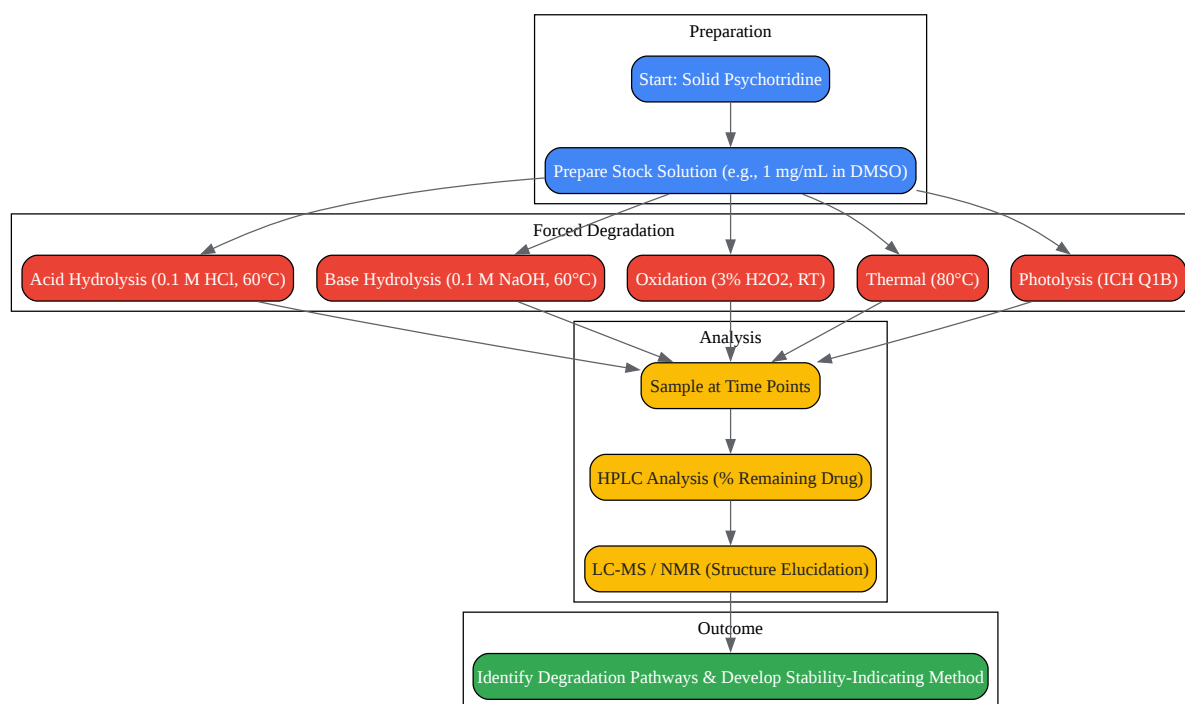 Preparation
Start: Solid Psychotridine
Prepare Stock Solution (e.g., 1 mg/mL in DMSO)
Forced Degradation
Acid Hydrolysis (0.1 M HCl, 60°C)
Base Hydrolysis (0.1 M NaOH, 60°C)
Oxidation (3% H2O2, RT)
Thermal (80°C)
Photolysis (ICH Q1B)
Analysis
Sample at Time Points
HPLC Analysis (% Remaining Drug)
LC-MS / NMR (Structure Elucidation)
Outcome
Identify Degradation Pathways & Develop Stability-Indicating Method